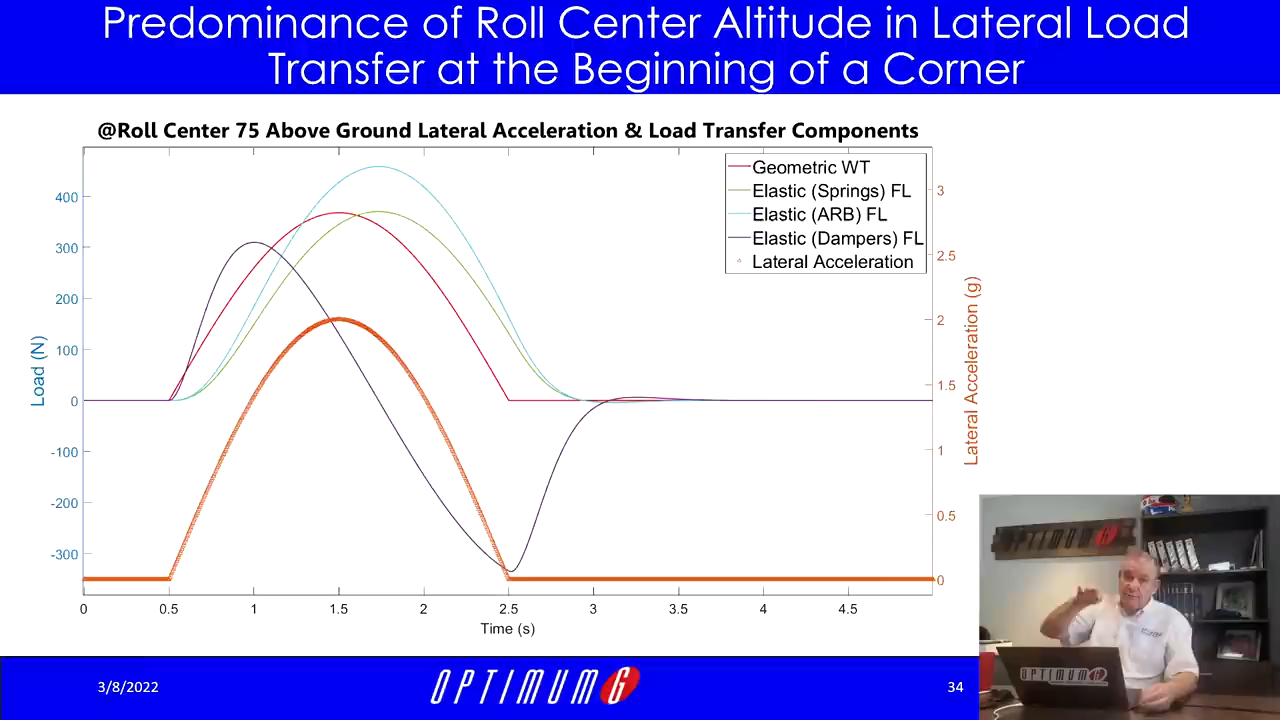 Predominance of Roll Center Altitude in Lateral Load
Transfer at the Beginning of a Corner
@Roll Center 75 Above Ground Lateral Acceleration & Load Transfer Components
Geometric WT
Elastic (Springs) FL
Elastic (ARB) FL
Elastic (Dampers) FL
Lateral Acceleration
400
300
200
100
0
-100
-200
-300
Load (N)
3
2.5
2
1.5
1
0.5
0
Lateral Acceleration (g)
0
0.5
1
1.5
2
2.5
3
3.5
4
4.5
Time (s)
3/8/2022
OPTIMUMG
34
OPTIMUMG
OPTIMUMG